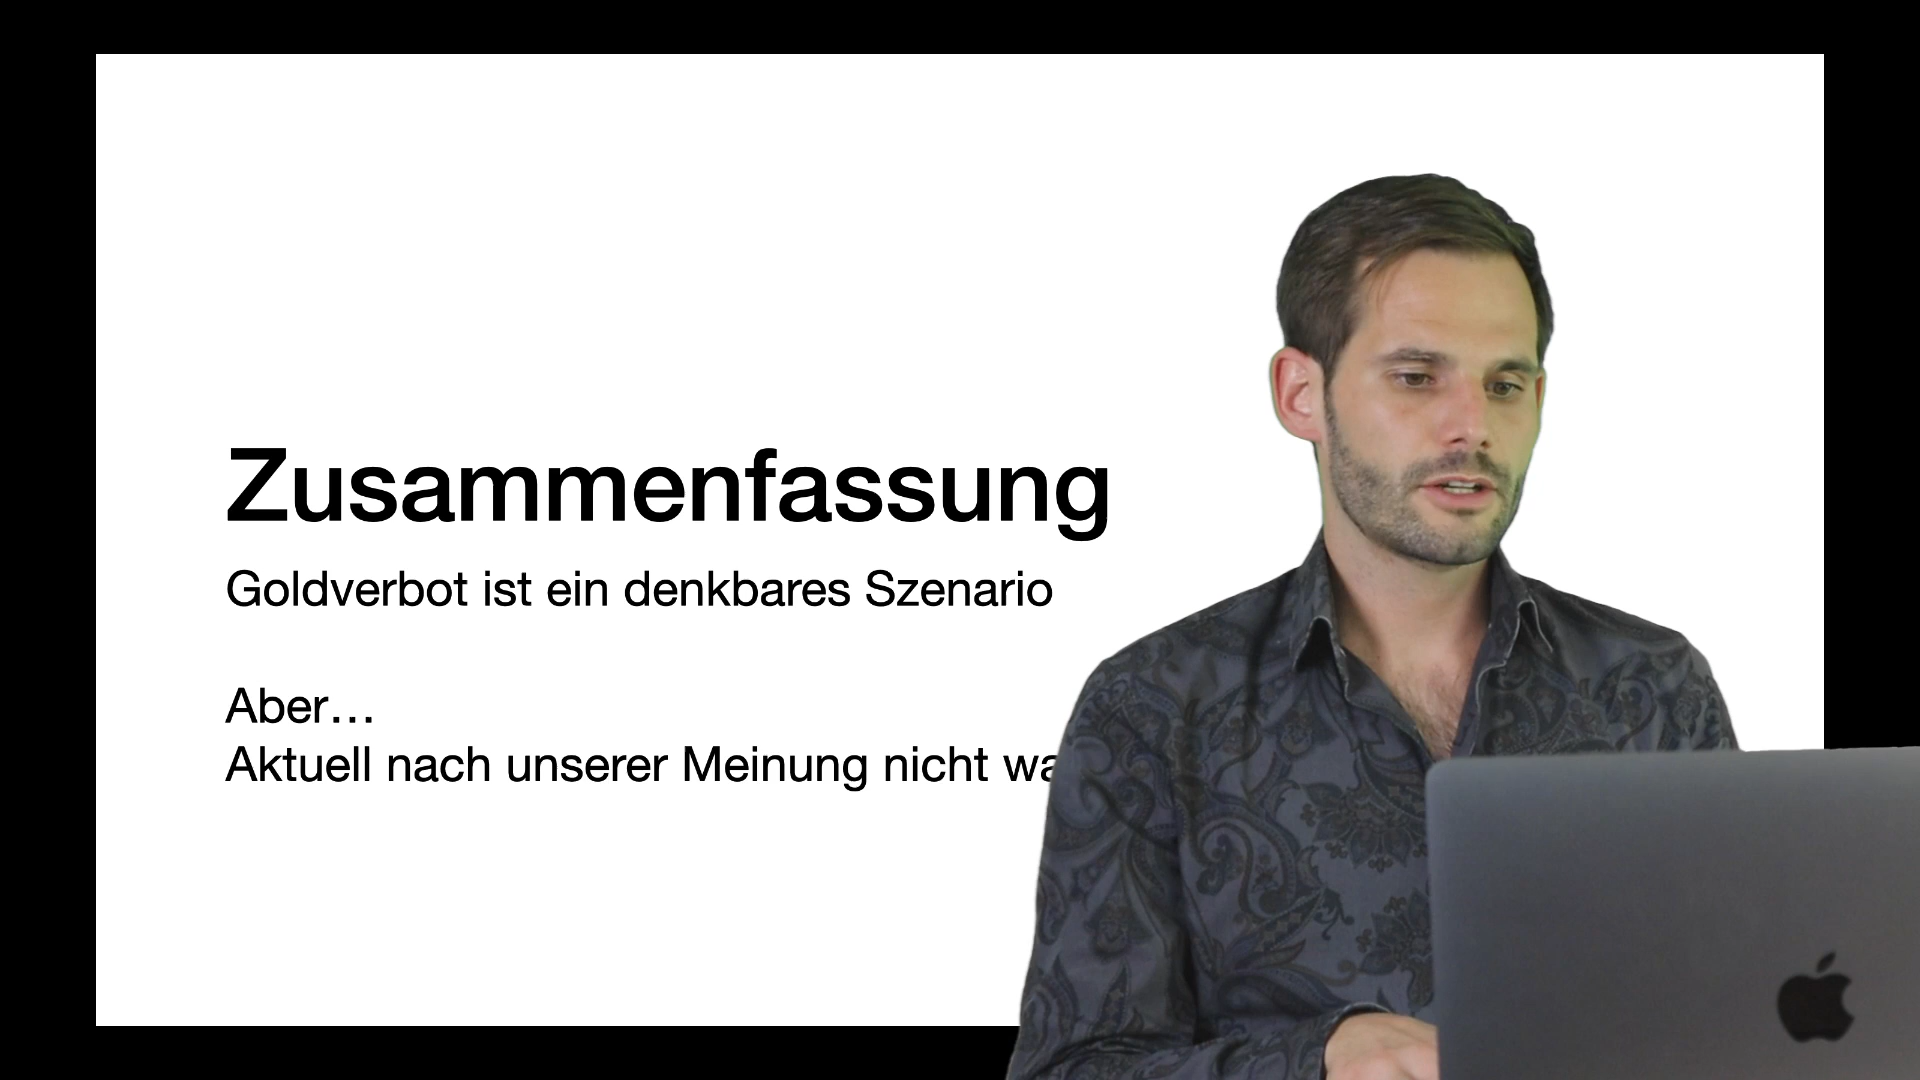 Zusammenfassung
Goldverbot ist ein denkbares Szenario
Aber…
Aktuell nach unserer Meinung nicht